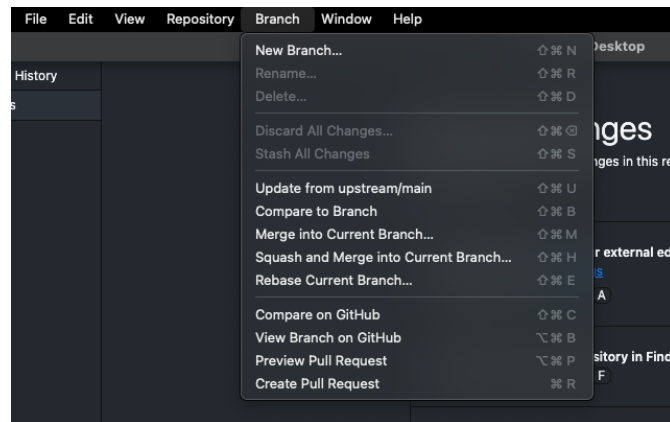 File Edit View Repository Branch Window Help
Desktop
History
s
New Branch... ⇧⌘ N
Rename... ⇧⌘ R
Delete... ⇧⌘ D
Discard All Changes... ⇧⌘⌫
Stash All Changes ⇧⌘ S
Update from upstream/main ⇧⌘ U
Compare to Branch ⇧⌘ B
Merge into Current Branch... ⇧⌘ M
Squash and Merge into Current Branch... ⇧⌘ H
Rebase Current Branch... ⇧⌘ E
Compare on GitHub ⇧⌘ C
View Branch on GitHub ⌥⌘ B
Preview Pull Request ⌥⌘ P
Create Pull Request ⌘ R
nges
nges in this re
r external ed
s
A
sitory in Find
F